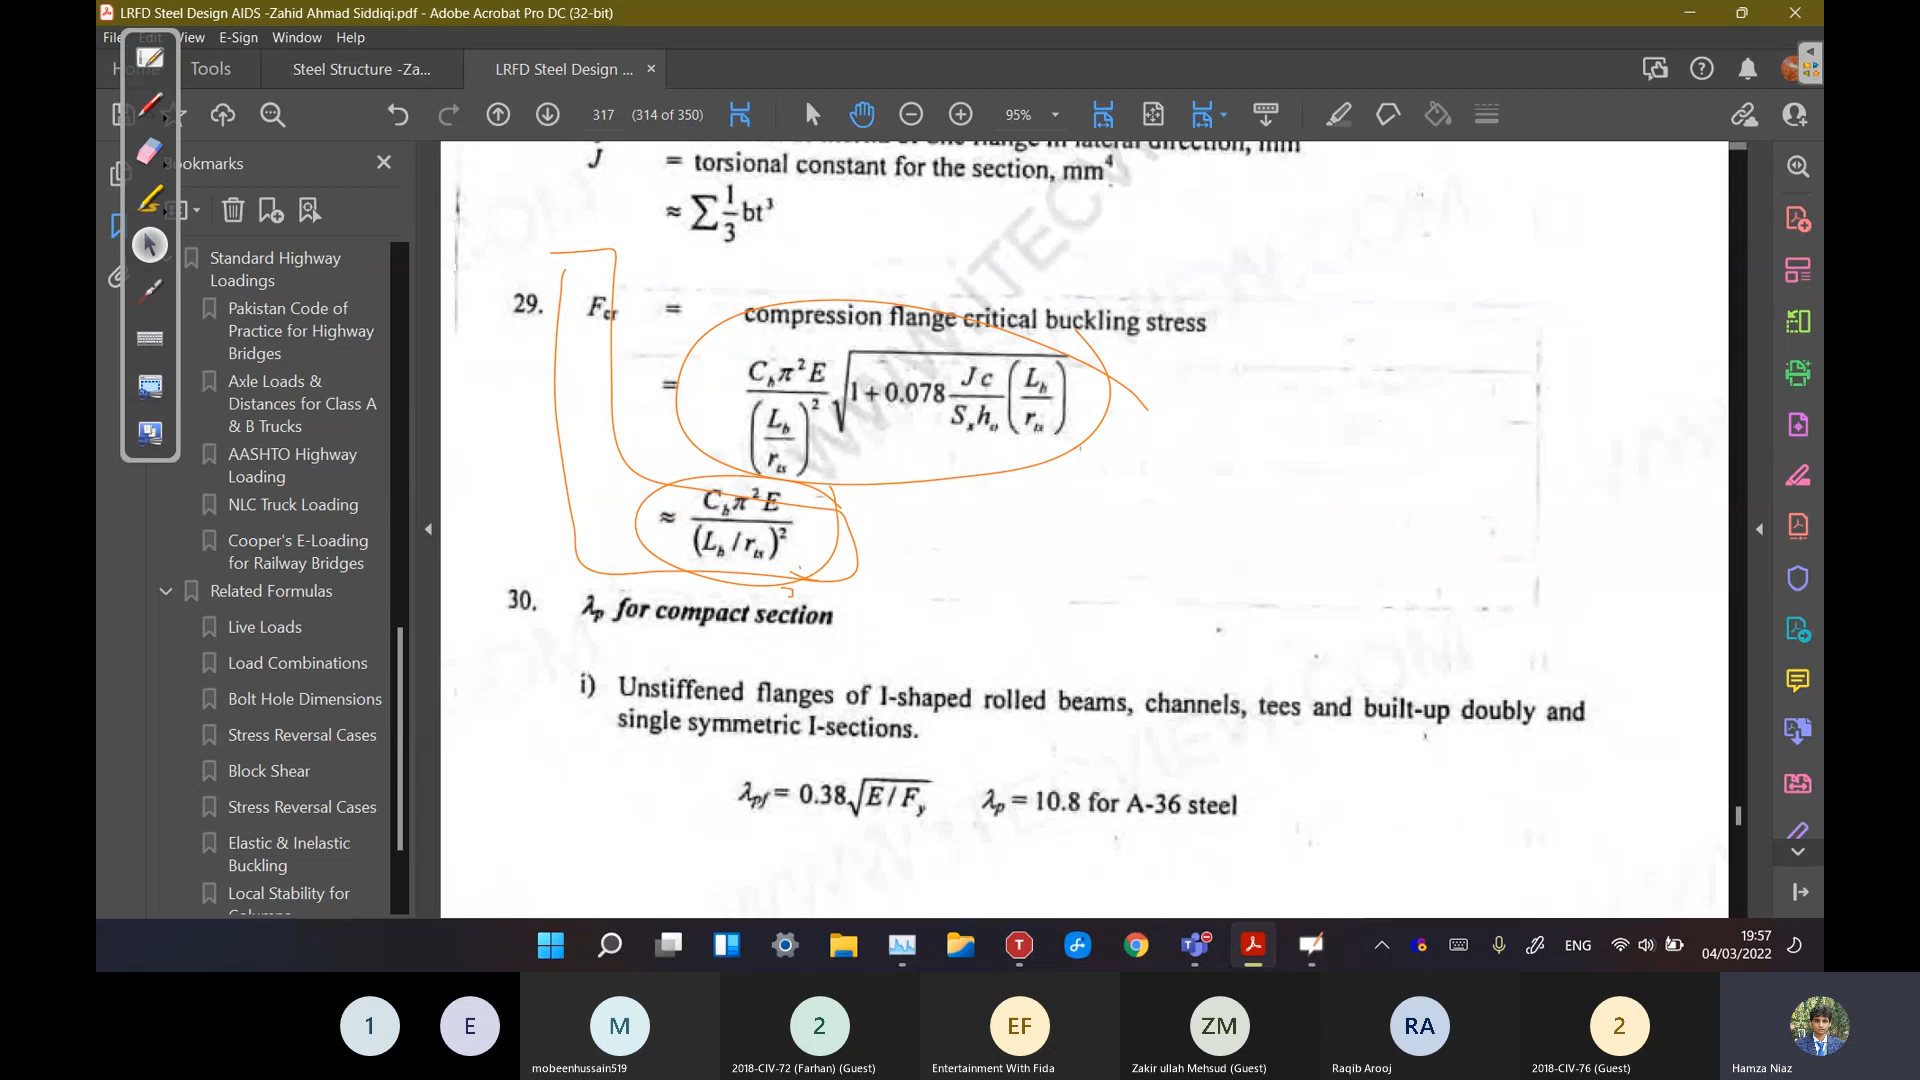 LRFD Steel Design AIDS -Zahid Ahmad Siddiqi.pdf - Adobe Acrobat Pro DC (32-bit)
File Edit View E-Sign Window Help
Home Tools Steel Structure -Za... LRFD Steel Design ...
317 (314 of 350) 95%
Bookmarks
Standard Highway
Loadings
Pakistan Code of
Practice for Highway
Bridges
Axle Loads &
Distances for Class A
& B Trucks
AASHTO Highway
Loading
NLC Truck Loading
Cooper's E-Loading
for Railway Bridges
Related Formulas
Live Loads
Load Combinations
Bolt Hole Dimensions
Stress Reversal Cases
Block Shear
Stress Reversal Cases
Elastic & Inelastic
Buckling
Local Stability for
Columns
J = torsional constant for the section, mm⁴
≈ ∑ 1/3 bt³
29. F_cr = compression flange critical buckling stress
= C_b π² E / (L_b / r_ts)² √(1 + 0.078 J c / (S_x h_o) (L_b / r_ts))
≈ C_b π² E / (L_b / r_ts)²
30. λ_p for compact section
i) Unstiffened flanges of I-shaped rolled beams, channels, tees and built-up doubly and
single symmetric I-sections.
λ_pf = 0.38 √(E / F_y) λ_p = 10.8 for A-36 steel
ENG
19:57
04/03/2022
1
E
M
2
EF
ZM
RA
2
mobeenhussain519
2018-CIV-72 (Farhan) (Guest)
Entertainment With Fida
Zakir ullah Mehsud (Guest)
Raqib Arooj
2018-CIV-76 (Guest)
Hamza Niaz